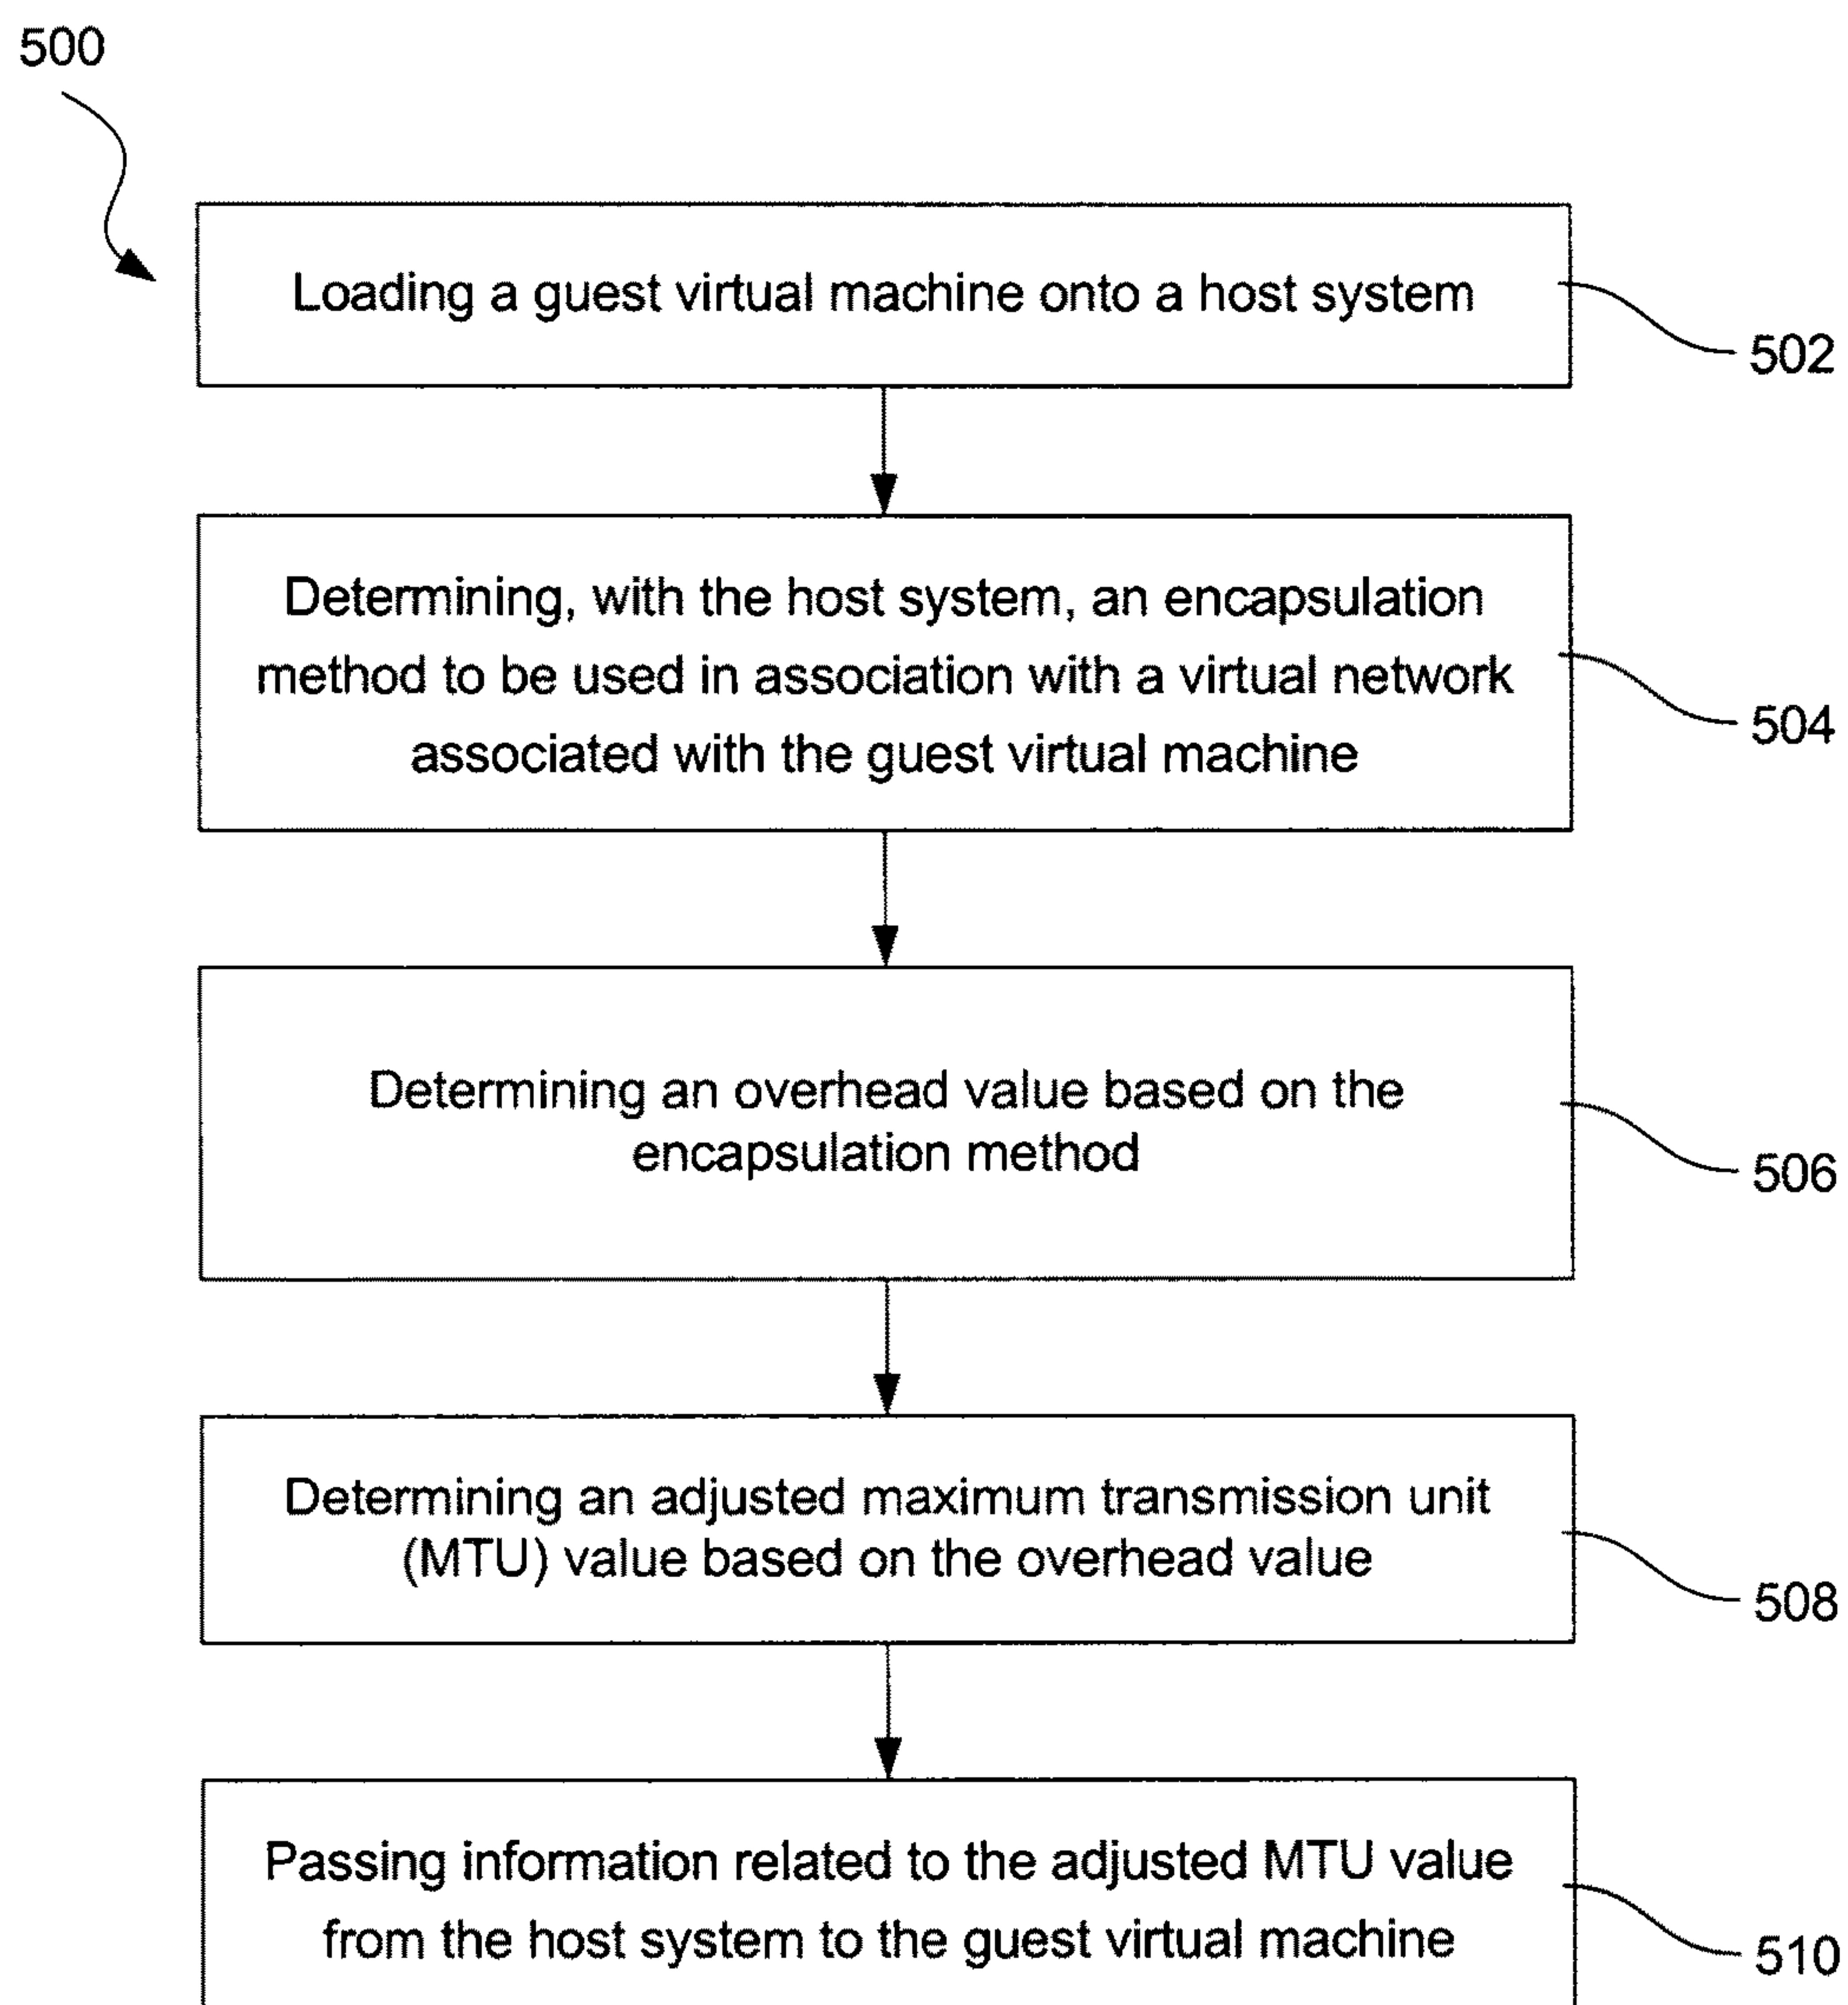 500
Loading a guest virtual machine onto a host system
502
Determining, with the host system, an encapsulation
method to be used in association with a virtual network
associated with the guest virtual machine
504
Determining an overhead value based on the
encapsulation method
506
Determining an adjusted maximum transmission unit
(MTU) value based on the overhead value
508
Passing information related to the adjusted MTU value
from the host system to the guest virtual machine
510